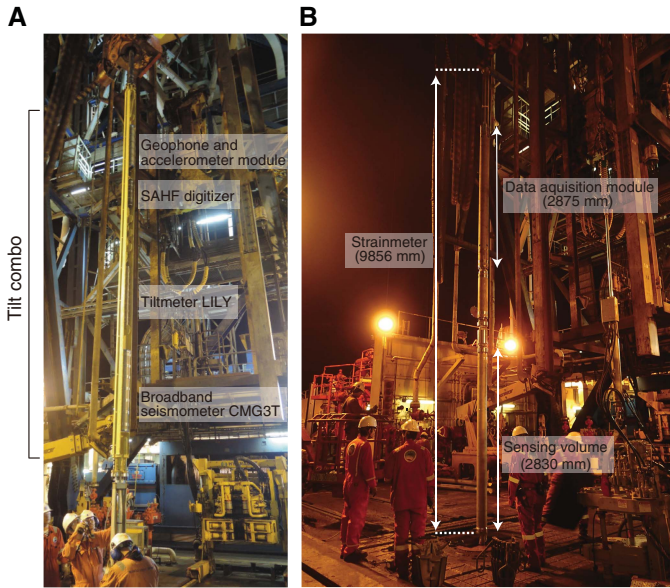 A
B
Tilt combo
Geophone and
accelerometer module
SAHF digitizer
Tiltmeter LILY
Broadband
seismometer CMG3T
Data aquisition module
(2875 mm)
Strainmeter
(9856 mm)
Sensing volume
(2830 mm)